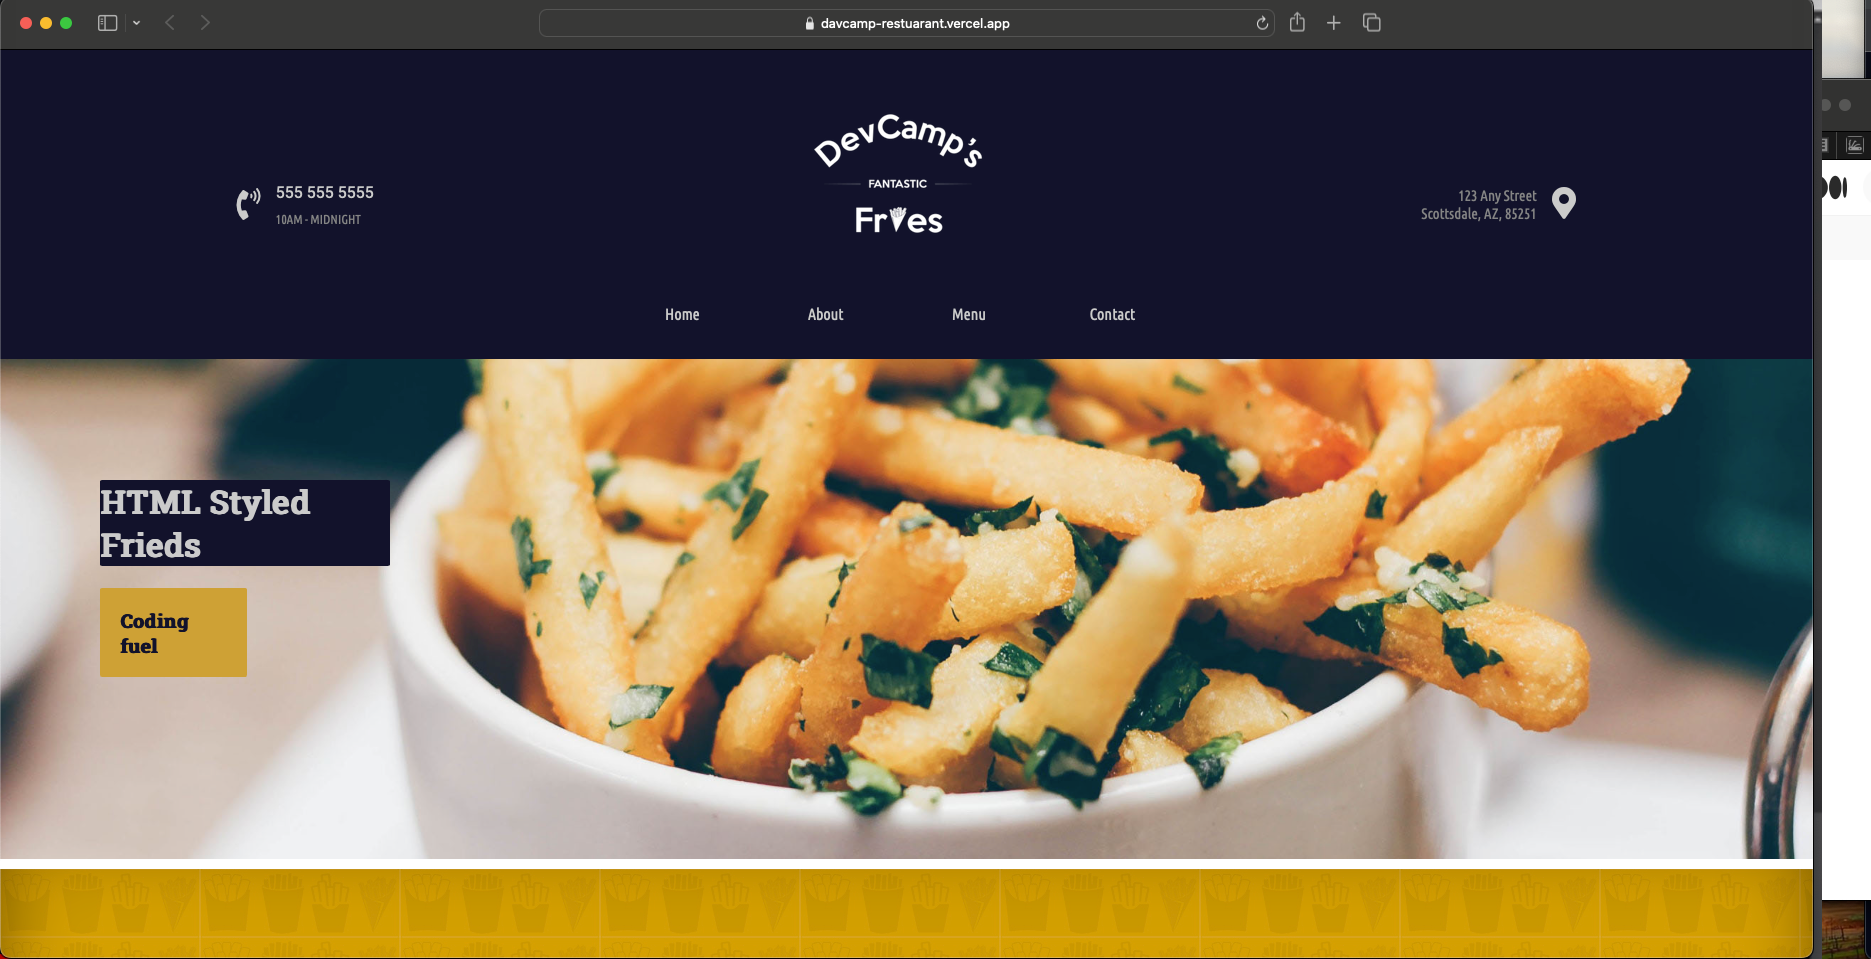 davcamp-restuarant.vercel.app
DevCamp's
FANTASTIC
Fries
555 555 5555
10AM - MIDNIGHT
123 Any Street
Scottsdale, AZ, 85251
Home
About
Menu
Contact
HTML Styled
Frieds
Coding
fuel